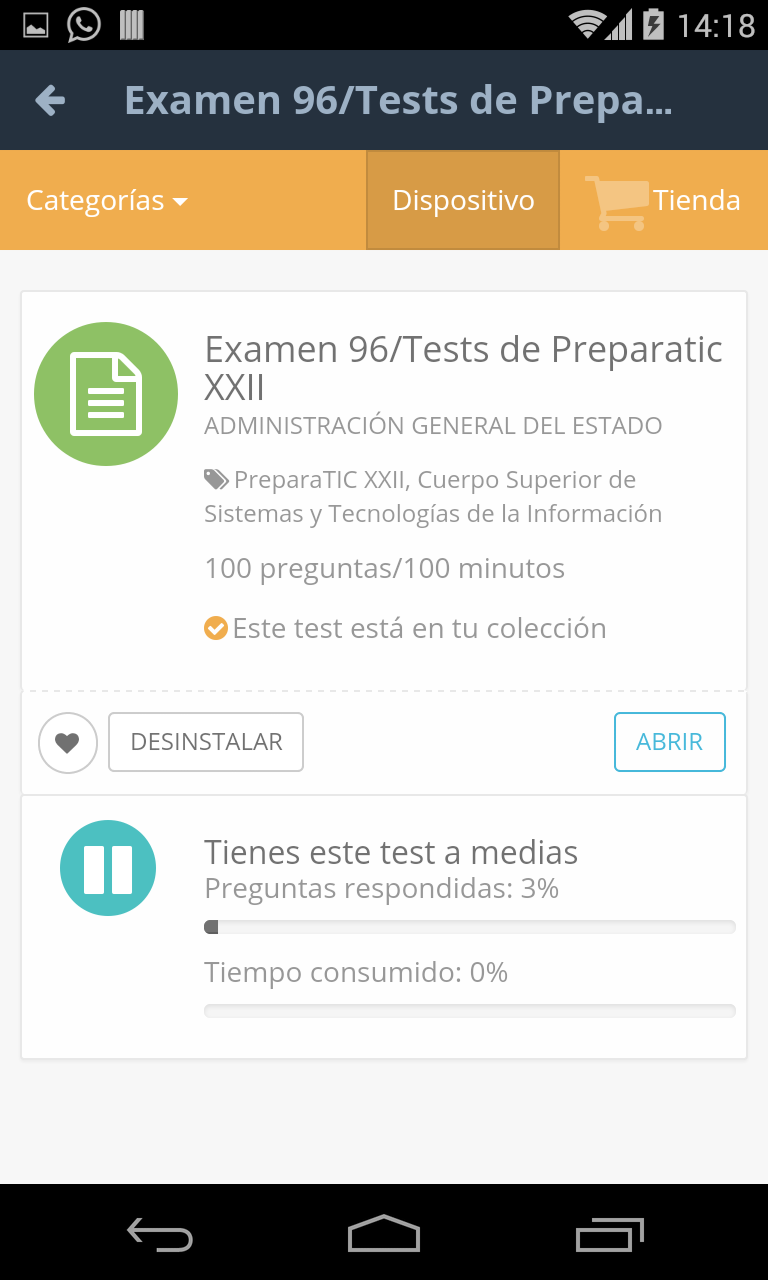 14:18
Examen 96/Tests de Prepa...
Categorías
Dispositivo
Tienda
Examen 96/Tests de Preparatic
XXII
ADMINISTRACIÓN GENERAL DEL ESTADO
PreparaTIC XXII, Cuerpo Superior de
Sistemas y Tecnologías de la Información
100 preguntas/100 minutos
Este test está en tu colección
DESINSTALAR
ABRIR
Tienes este test a medias
Preguntas respondidas: 3%
Tiempo consumido: 0%